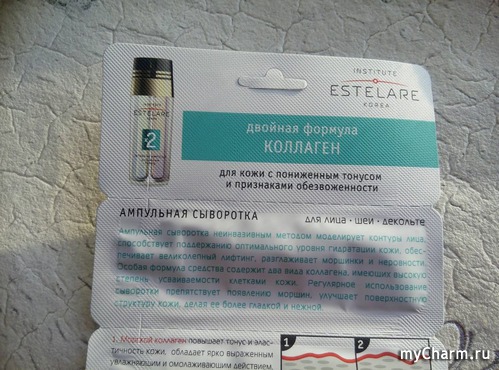 INSTITUTE
ESTELARE
KOREA
ESTELARE
2
двойная формула
КОЛЛАГЕН
для кожи с пониженным тонусом
и признаками обезвоженности
АМПУЛЬНАЯ СЫВОРОТКА для лица · шеи · декольте
Ампульная сыворотка неинвазивным методом моделирует контуры лица,
способствует поддержанию оптимального уровня гидратации кожи, обес-
печивает великолепный лифтинг, разглаживает морщинки и неровности.
Особая формула средства содержит два вида коллагена, имеющих высокую
степень усваиваемости клетками кожи. Регулярное использование
сыворотки препятствует появлению морщин, улучшает поверхностную
структуру кожи, делая ее более гладкой и нежной.
1. Морской коллаген повышает тонус и элас-
тичность кожи, обладает ярко выраженным
увлажняющим и омолаживающим действием.
1
2
myCharm.ru